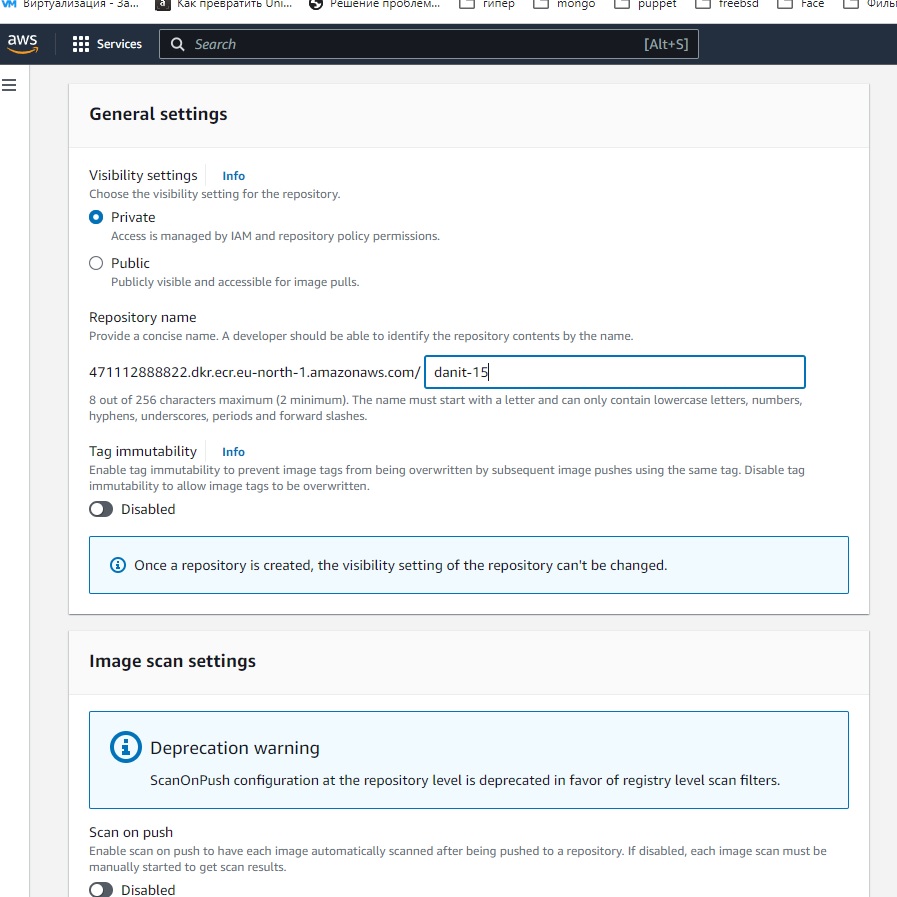 Виртуализация - За...
Как превратить Uni...
Решение проблем...
гипер
mongo
puppet
freebsd
Face
aws
Services
Search
[Alt+S]
General settings
Visibility settings
Info
Choose the visibility setting for the repository.
Private
Access is managed by IAM and repository policy permissions.
Public
Publicly visible and accessible for image pulls.
Repository name
Provide a concise name. A developer should be able to identify the repository contents by the name.
471112888822.dkr.ecr.eu-north-1.amazonaws.com/
danit-15
8 out of 256 characters maximum (2 minimum). The name must start with a letter and can only contain lowercase letters, numbers,
hyphens, underscores, periods and forward slashes.
Tag immutability
Info
Enable tag immutability to prevent image tags from being overwritten by subsequent image pushes using the same tag. Disable tag
immutability to allow image tags to be overwritten.
Disabled
Once a repository is created, the visibility setting of the repository can't be changed.
Image scan settings
Deprecation warning
ScanOnPush configuration at the repository level is deprecated in favor of registry level scan filters.
Scan on push
Enable scan on push to have each image automatically scanned after being pushed to a repository. If disabled, each image scan must be
manually started to get scan results.
Disabled